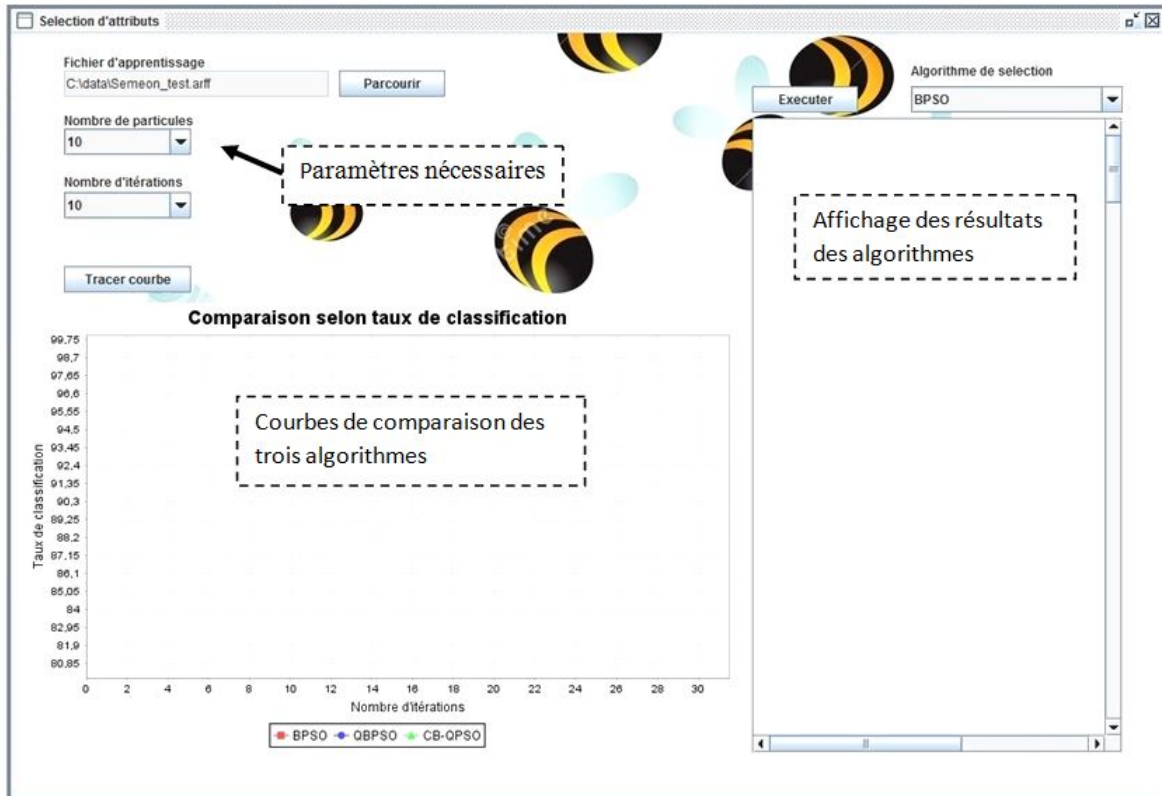 Selection d'attributs
Fichier d'apprentissage
C:\data\Semeon_test.arff
Parcourir
Nombre de particules
10
Nombre d'itérations
10
Paramètres nécessaires
Tracer courbe
Algorithme de selection
Executer
BPSO
Affichage des résultats
des algorithmes
Comparaison selon taux de classification
Courbes de comparaison des
trois algorithmes
Taux de classification
99,75
98,7
97,65
96,6
95,55
94,5
93,45
92,4
91,35
90,3
89,25
88,2
87,15
86,1
85,05
84
82,95
81,9
80,85
0 2 4 6 8 10 12 14 16 18 20 22 24 26 28 30
Nombre d'itérations
BPSO QBPSO CB-QPSO